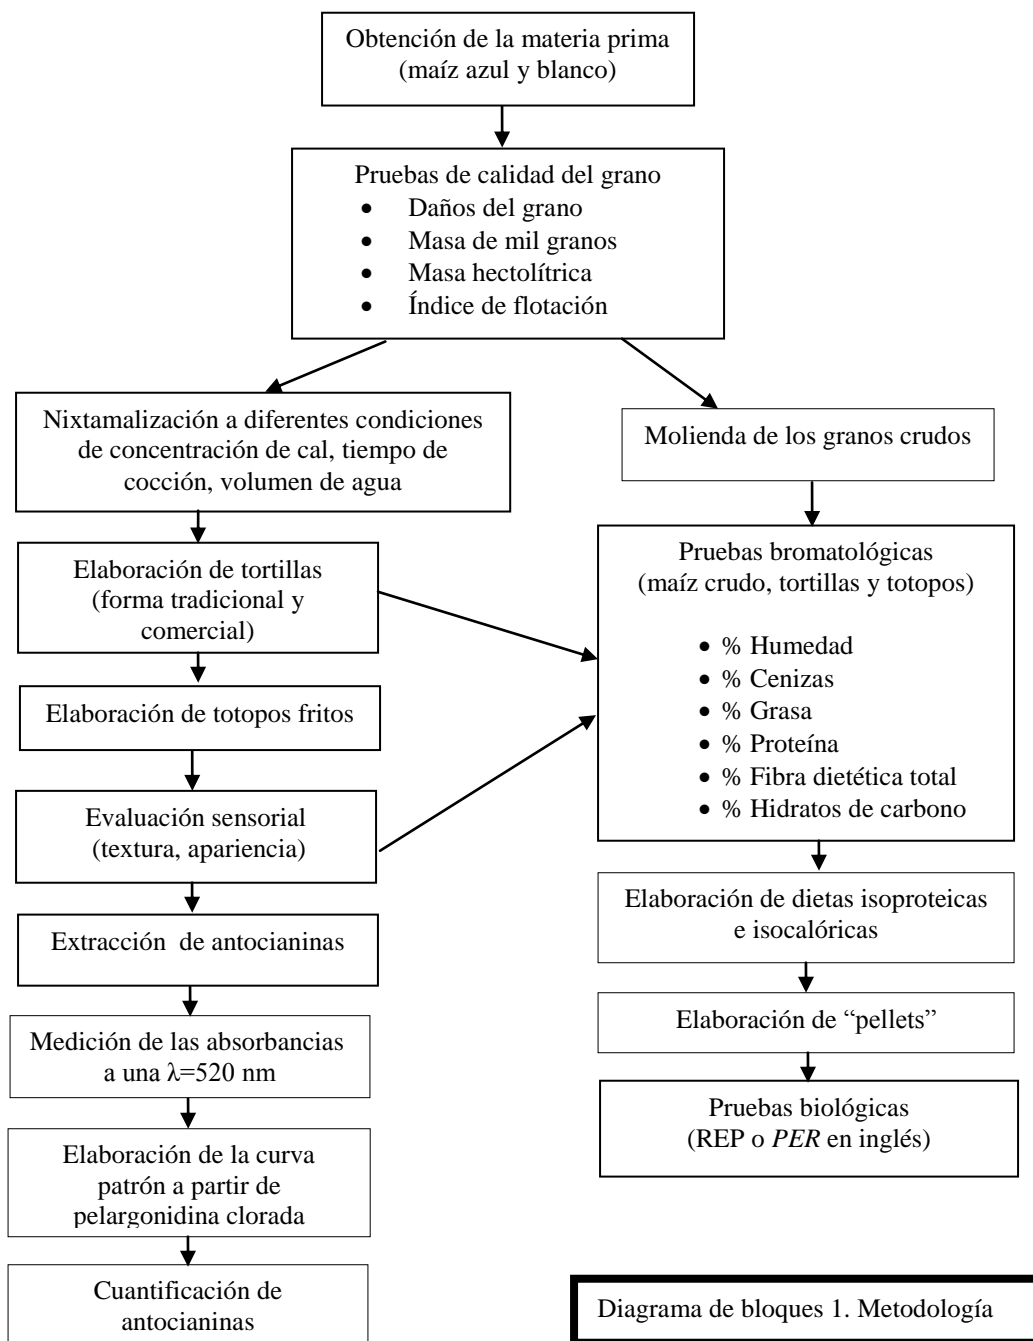 Obtención de la materia prima
(maíz azul y blanco)
Pruebas de calidad del grano
• Daños del grano
• Masa de mil granos
• Masa hectolítrica
• Índice de flotación
Nixtamalización a diferentes condiciones
de concentración de cal, tiempo de
cocción, volumen de agua
Elaboración de tortillas
(forma tradicional y
comercial)
Elaboración de totopos fritos
Evaluación sensorial
(textura, apariencia)
Extracción de antocianinas
Medición de las absorbancias
a una λ=520 nm
Elaboración de la curva
patrón a partir de
pelargonidina clorada
Cuantificación de
antocianinas
Molienda de los granos crudos
Pruebas bromatológicas
(maíz crudo, tortillas y totopos)
• % Humedad
• % Cenizas
• % Grasa
• % Proteína
• % Fibra dietética total
• % Hidratos de carbono
Elaboración de dietas isoproteicas
e isocalóricas
Elaboración de “pellets”
Pruebas biológicas
(REP o PER en inglés)
Diagrama de bloques 1. Metodología